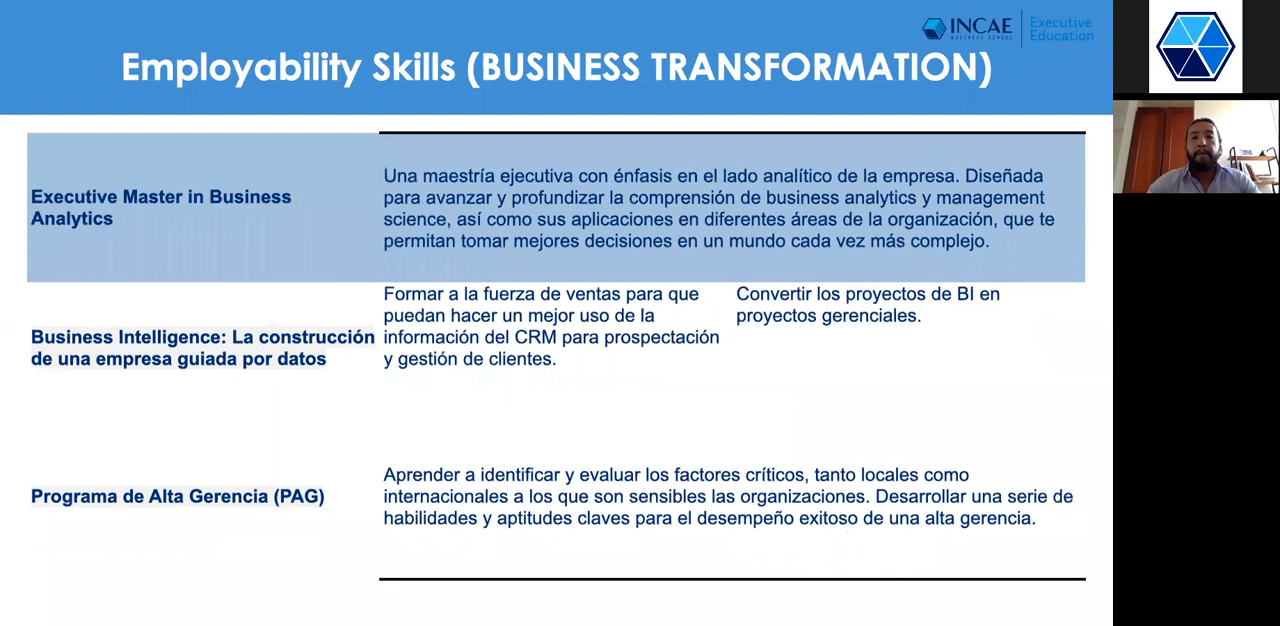 INCAE
BUSINESS SCHOOL
Executive
Education
Employability Skills (BUSINESS TRANSFORMATION)
Executive Master in Business
Analytics
Una maestría ejecutiva con énfasis en el lado analítico de la empresa. Diseñada
para avanzar y profundizar la comprensión de business analytics y management
science, así como sus aplicaciones en diferentes áreas de la organización, que te
permitan tomar mejores decisiones en un mundo cada vez más complejo.
Business Intelligence: La construcción
de una empresa guiada por datos
Formar a la fuerza de ventas para que
puedan hacer un mejor uso de la
información del CRM para prospectación
y gestión de clientes.
Convertir los proyectos de BI en
proyectos gerenciales.
Programa de Alta Gerencia (PAG)
Aprender a identificar y evaluar los factores críticos, tanto locales como
internacionales a los que son sensibles las organizaciones. Desarrollar una serie de
habilidades y aptitudes claves para el desempeño exitoso de una alta gerencia.